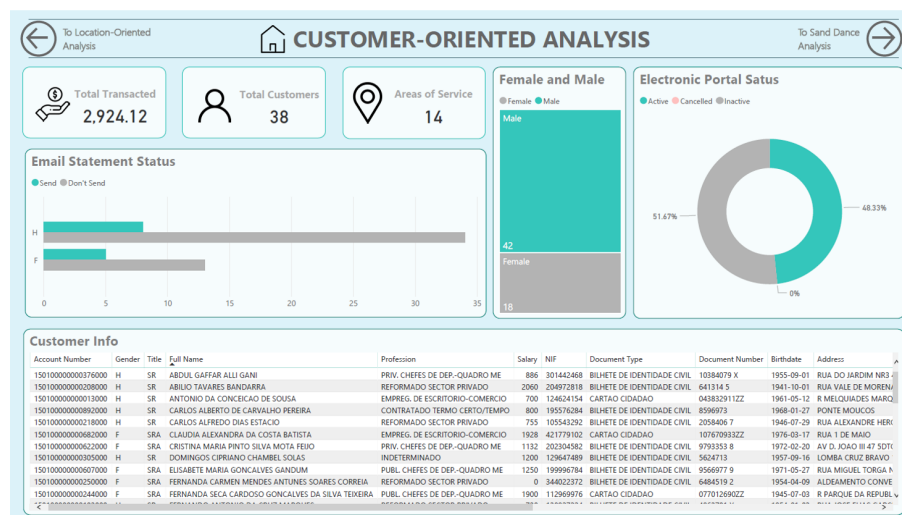 To Location-Oriented
Analysis
CUSTOMER-ORIENTED ANALYSIS
To Sand Dance
Analysis
Total Transacted
2,924.12
Total Customers
38
Areas of Service
14
Female and Male
Female Male
Male
42
Female
18
Electronic Portal Satus
Active Cancelled Inactive
51.67%
48.33%
0%
Email Statement Status
Send Don't Send
H
F
0 5 10 15 20 25 30 35
Customer Info
Account Number Gender Title Full Name Profession Salary NIF Document Type Document Number Birthdate Address
150100000000376000 H SR ABDUL GAFFAR ALLI GANI PRIV. CHEFES DE DEP.-QUADRO ME 886 301442468 BILHETE DE IDENTIDADE CIVIL 10384079 X 1955-09-01 RUA DO JARDIM NR3
150100000000208000 H SR ABILIO TAVARES BANDARRA REFORMADO SECTOR PRIVADO 2060 204972818 BILHETE DE IDENTIDADE CIVIL 641314 5 1941-10-01 RUA VALE DE
150100000000013000 H SR ANTONIO DA CONCEICAO DE SOUSA EMPREG. DE ESCRITORIO-COMERCIO 700 124624154 CARTAO CIDADAO 043832911ZZ 1961-05-12 R MELQUIADES MARQ
150100000000892000 H SR CARLOS ALBERTO DE CARVALHO PEREIRA CONTRATADO TERMO CERTO/TEMPO 800 195576284 BILHETE DE IDENTIDADE CIVIL 8596973 1968-01-27 PONTE MOUCOS
150100000000218000 H SR CARLOS ALFREDO DIAS ESTACIO REFORMADO SECTOR PRIVADO 755 105543292 BILHETE DE IDENTIDADE CIVIL 2058406 7 1946-07-29 RUA ALEXANDRE HERC
150100000000682000 F SRA CLAUDIA ALEXANDRA DA COSTA BATISTA EMPREG. DE ESCRITORIO-COMERCIO 1928 421779102 CARTAO CIDADAO 107670933ZZ 1976-03-17 RUA 1 DE MAIO
150100000000622000 F SRA CRISTINA MARIA PINTO SILVA MOTA FEIJO PRIV. CHEFES DE DEP.-QUADRO ME 1132 202304582 BILHETE DE IDENTIDADE CIVIL 9793353 8 1972-02-20 AV D. JOAO III 47 5DTO
150100000000305000 H SR DOMINGOS CIPRIANO CHAMBEL SOLAS INDETERMINADO 1200 129647489 BILHETE DE IDENTIDADE CIVIL 5624713 1957-09-16 LOMBA CRUZ BRAVO
150100000000607000 F SRA ELISABETE MARIA GONCALVES GANDUM PUBL. CHEFES DE DEP.-QUADRO ME 1250 199996784 BILHETE DE IDENTIDADE CIVIL 9566977 9 1971-05-27 RUA MIGUEL TORGA N
150100000000250000 F SRA FERNANDA CARMEN MENDES ANTUNES SOARES CORREIA REFORMADO SECTOR PRIVADO 0 344022372 BILHETE DE IDENTIDADE CIVIL 6484519 2 1954-04-09 ALDEAMENTO CONVE
150100000000244000 F SRA FERNANDA SECA CARDOSO GONCALVES DA SILVA TEIXEIRA PUBL. CHEFES DE DEP.-QUADRO ME 1900 112969976 CARTAO CIDADAO 077012690ZZ 1945-07-03 R PARQUE DA REPUBL